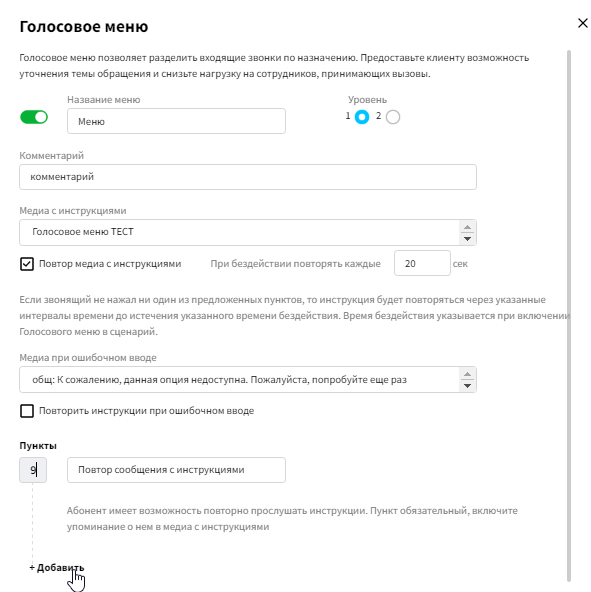 Голосовое меню
Голосовое меню позволяет разделить входящие звонки по назначению. Предоставьте клиенту возможность
уточнения темы обращения и снизьте нагрузку на сотрудников, принимающих вызовы.
Название меню
Уровень
Меню
1 2
Комментарий
комментарий
Медиа с инструкциями
Голосовое меню ТЕСТ
Повтор медиа с инструкциями При бездействии повторять каждые 20 сек
Если звонящий не нажал ни один из предложенных пунктов, то инструкция будет повторяться через указанные
интервалы времени до истечения указанного времени бездействия. Время бездействия указывается при включении
Голосового меню в сценарий.
Медиа при ошибочном вводе
общ: К сожалению, данная опция недоступна. Пожалуйста, попробуйте еще раз
Повторить инструкции при ошибочном вводе
Пункты
9 Повтор сообщения с инструкциями
Абонент имеет возможность повторно прослушать инструкции. Пункт обязательный, включите
упоминание о нем в медиа с инструкциями
+ Добавить